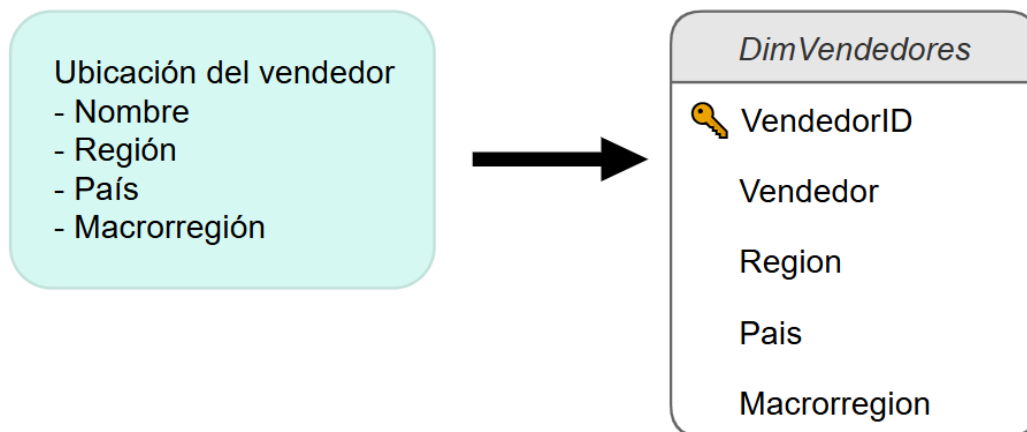 Ubicación del vendedor
- Nombre
- Región
- País
- Macrorregión
DimVendedores
VendedorID
Vendedor
Region
Pais
Macrorregion